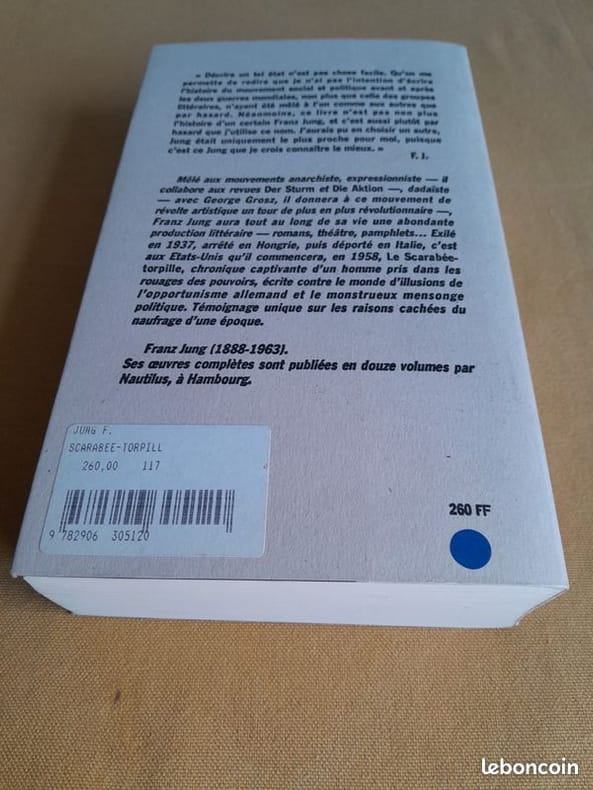 « Décrire un tel état n'est pas chose facile. Qu'on me
permette de redire que je n'ai pas l'intention d'écrire
l'histoire du mouvement social et politique avant et après
les deux guerres mondiales, non plus que celle des groupes
littéraires, n'ayant été mêlé à l'un comme aux autres que
par hasard. Néanmoins, ce livre n'est pas non plus
l'histoire d'un certain Franz Jung, et c'est aussi plutôt par
hasard que j'utilise ce nom. J'aurais pu en choisir un autre,
Jung était uniquement le plus proche pour moi, puisque
c'est ce Jung que je crois connaître le mieux. »
F. J.
Mêlé aux mouvements anarchiste, expressionniste — il
collabore aux revues Der Sturm et Die Aktion —, dadaïste
— avec George Grosz, il donnera à ce mouvement de
révolte artistique un tour de plus en plus révolutionnaire —,
Franz Jung aura tout au long de sa vie une abondante
production littéraire — romans, théâtre, pamphlets... Exilé
en 1937, arrêté en Hongrie, puis déporté en Italie, c'est
aux Etats-Unis qu'il commencera, en 1958, Le Scarabée-
torpille, chronique captivante d'un homme pris dans les
rouages des pouvoirs, écrite contre le monde d'illusions de
l'opportunisme allemand et le monstrueux mensonge
politique. Témoignage unique sur les raisons cachées du
naufrage d'une époque.
Franz Jung (1888-1963).
Ses œuvres complètes sont publiées en douze volumes par
Nautilus, à Hambourg.
JUNG F.
SCARABEE-TORPILL
260,00 117
9 782906 305120
260 FF
leboncoin